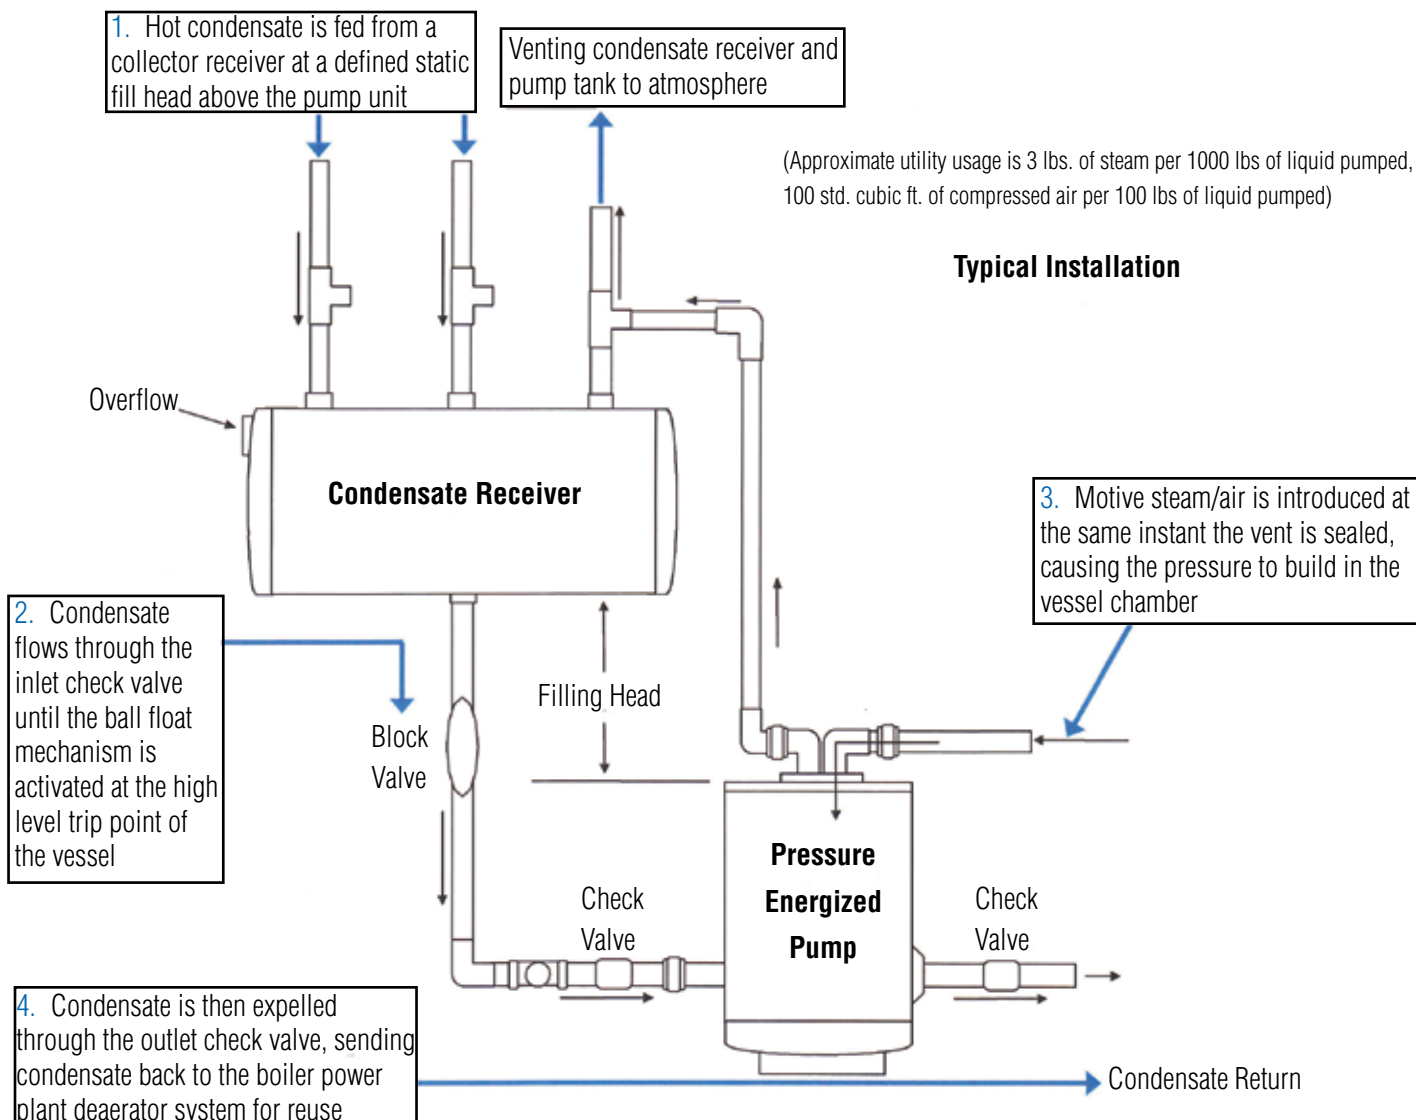 1. Hot condensate is fed from a
collector receiver at a defined static
fill head above the pump unit
Venting condensate receiver and
pump tank to atmosphere
(Approximate utility usage is 3 lbs. of steam per 1000 lbs of liquid pumped,
100 std. cubic ft. of compressed air per 100 lbs of liquid pumped)
Typical Installation
Overflow
Condensate Receiver
3. Motive steam/air is introduced at
the same instant the vent is sealed,
causing the pressure to build in the
vessel chamber
2. Condensate
flows through the
inlet check valve
until the ball float
mechanism is
activated at the high
level trip point of
the vessel
Filling Head
Block
Valve
Pressure
Energized
Pump
Check
Valve
Check
Valve
4. Condensate is then expelled
through the outlet check valve, sending
condensate back to the boiler power
plant deaerator system for reuse
Condensate Return